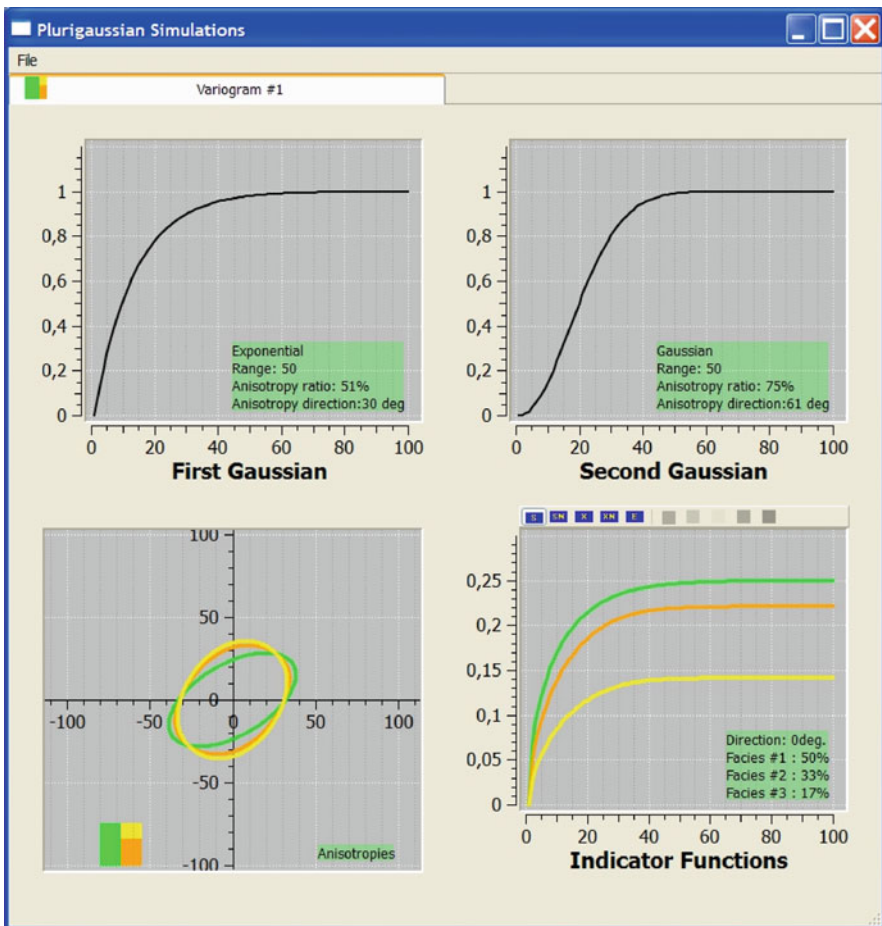 Plurigaussian Simulations
File
Variogram #1
1
0,8
0,6
0,4
0,2
0
Exponential
Range: 50
Anisotropy ratio: 51%
Anisotropy direction:30 deg
0 20 40 60 80 100
First Gaussian
1
0,8
0,6
0,4
0,2
0
Gaussian
Range: 50
Anisotropy ratio: 75%
Anisotropy direction:61 deg
0 20 40 60 80 100
Second Gaussian
100
50
0
-100 -50 0 50 100
-50
-100
Anisotropies
S SN X XN E
0,25
0,2
0,15
0,1
0,05
0
Direction: 0deg.
Facies #1 : 50%
Facies #2 : 33%
Facies #3 : 17%
0 20 40 60 80 100
Indicator Functions